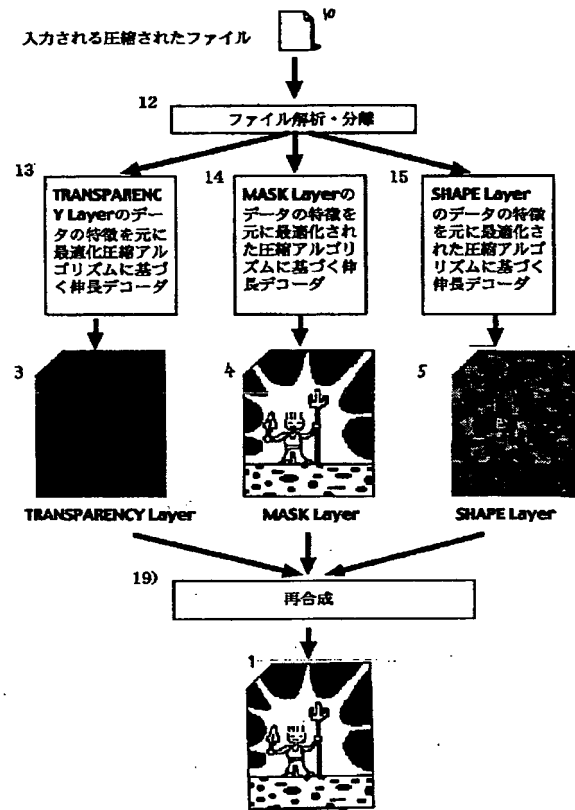 10
入力される圧縮されたファイル
12
ファイル解析・分離
13
TRANSPARENC
Y Layerのデー
タの特徴を元に
最適化圧縮アル
ゴリズムに基づ
く伸長デコーダ
14
MASK Layerの
データの特徴を
元に最適化され
た圧縮アルゴリ
ズムに基づく伸
長デコーダ
15
SHAPE Layer
のデータの特徴
を元に最適化さ
れた圧縮アルゴ
リズムに基づく
伸長デコーダ
3
4
5
TRANSPARENCY Layer
MASK Layer
SHAPE Layer
19)
再合成
1